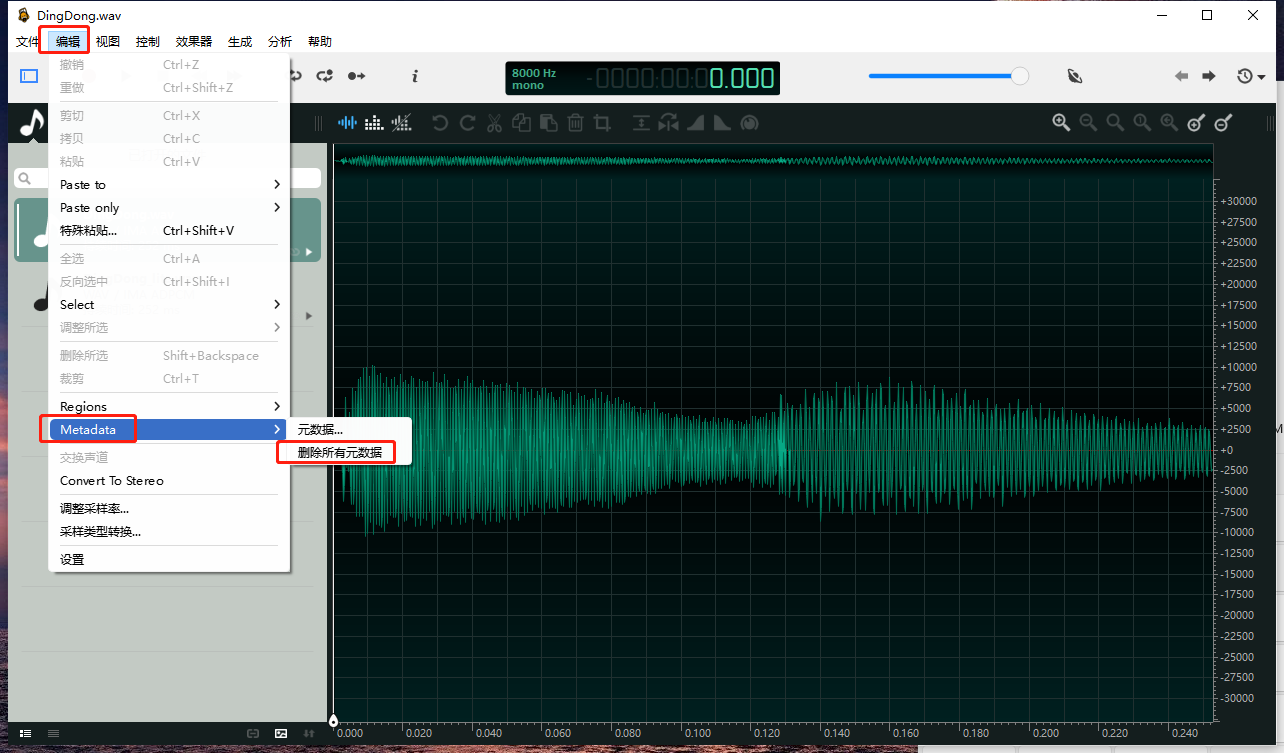 DingDong.wav
文件 编辑 视图 控制 效果器 生成 分析 帮助
撤销 Ctrl+Z
重做 Ctrl+Shift+Z
剪切 Ctrl+X
拷贝 Ctrl+C
粘贴 Ctrl+V
Paste to
Paste only
特殊粘贴... Ctrl+Shift+V
全选 Ctrl+A
反向选中 Ctrl+Shift+I
Select
调整所选
删除所选 Shift+Backspace
裁剪 Ctrl+T
Regions
Metadata
元数据...
删除所有元数据
交换声道
Convert To Stereo
调整采样率...
采样类型转换...
设置
8000 Hz
mono
-0000:00:00.000
+30000
+27500
+25000
+22500
+20000
+17500
+15000
+12500
+10000
+7500
+5000
+2500
+0
-2500
-5000
-7500
-10000
-12500
-15000
-17500
-20000
-22500
-25000
-27500
-30000
0.000 0.020 0.040 0.060 0.080 0.100 0.120 0.140 0.160 0.180 0.200 0.220 0.240